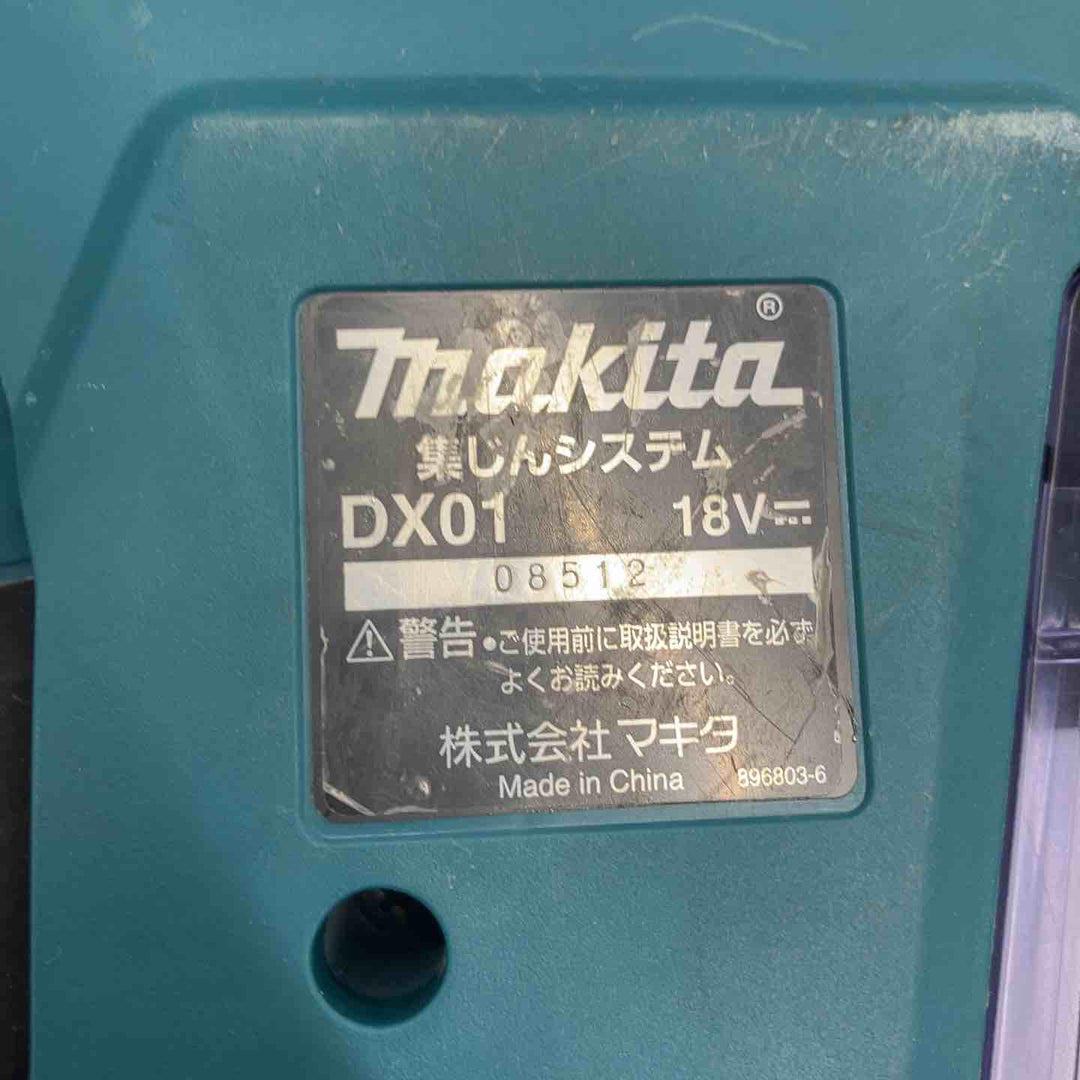 makita®
集じんシステム
DX01 18V⎓
08512
⚠警告 •ご使用前に取扱説明書を必ず
よくお読みください。
株式会社マキタ
Made in China 896803-6